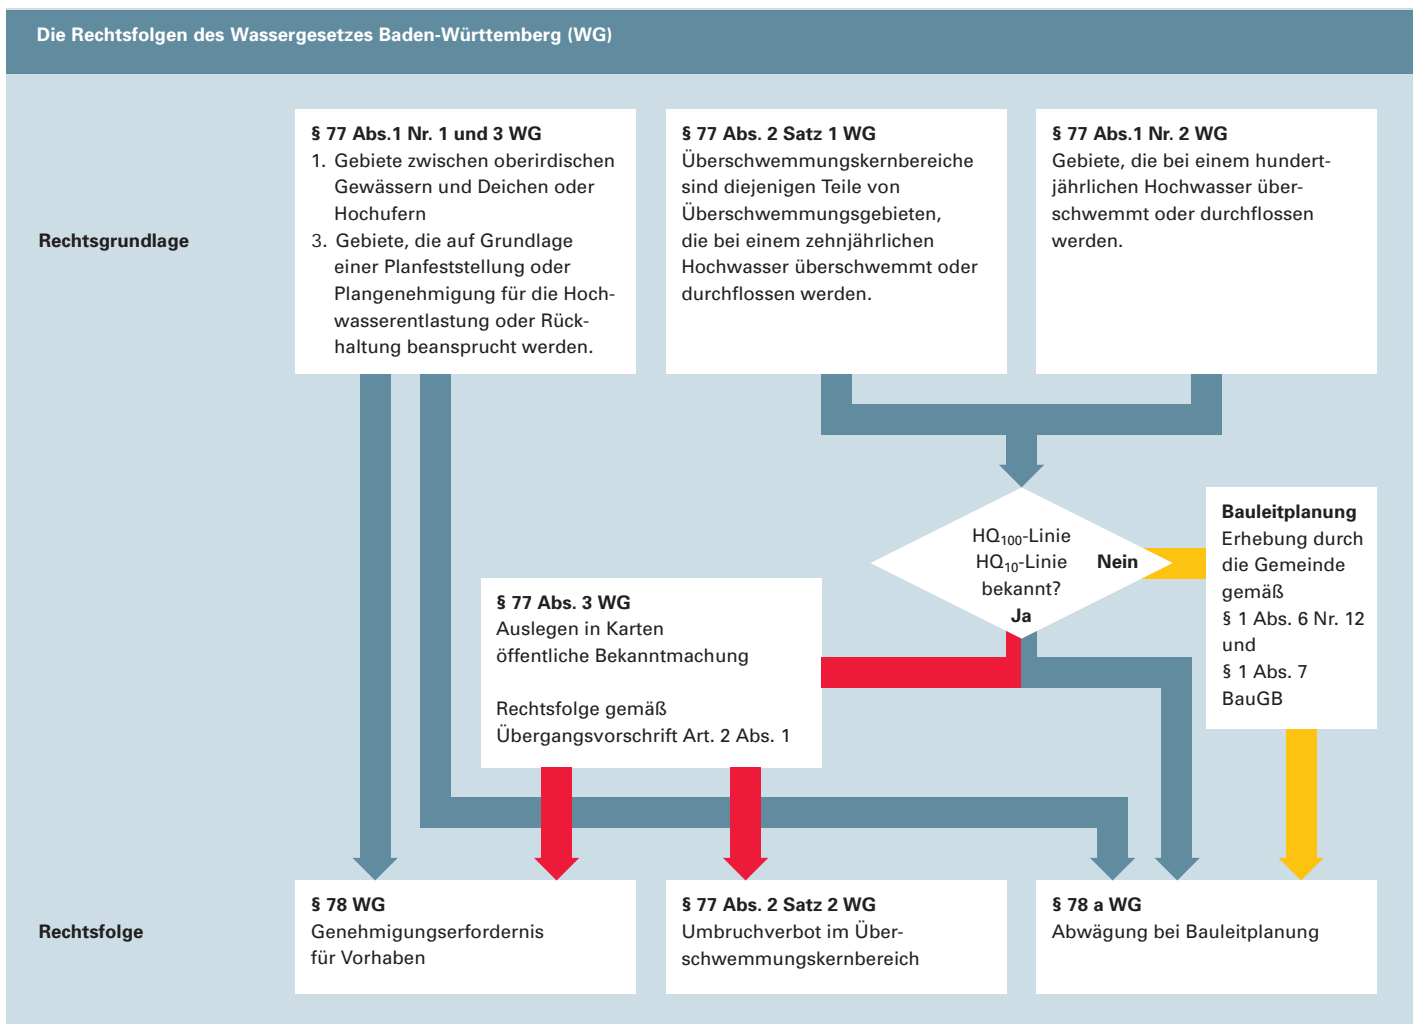 Die Rechtsfolgen des Wassergesetzes Baden-Württemberg (WG)
Rechtsgrundlage
§ 77 Abs.1 Nr. 1 und 3 WG
1. Gebiete zwischen oberirdischen
Gewässern und Deichen oder
Hochufern
3. Gebiete, die auf Grundlage
einer Planfeststellung oder
Plangenehmigung für die Hoch-
wasserentlastung oder Rück-
haltung beansprucht werden.
§ 77 Abs. 2 Satz 1 WG
Überschwemmungskernbereiche
sind diejenigen Teile von
Überschwemmungsgebieten,
die bei einem zehnjährlichen
Hochwasser überschwemmt oder
durchflossen werden.
§ 77 Abs.1 Nr. 2 WG
Gebiete, die bei einem hundert-
jährlichen Hochwasser über-
schwemmt oder durchflossen
werden.
HQ₁₀₀-Linie
HQ₁₀-Linie
bekannt?
Ja
Nein
Bauleitplanung
Erhebung durch
die Gemeinde
gemäß
§ 1 Abs. 6 Nr. 12
und
§ 1 Abs. 7
BauGB
§ 77 Abs. 3 WG
Auslegen in Karten
öffentliche Bekanntmachung
Rechtsfolge gemäß
Übergangsvorschrift Art. 2 Abs. 1
Rechtsfolge
§ 78 WG
Genehmigungserfordernis
für Vorhaben
§ 77 Abs. 2 Satz 2 WG
Umbruchverbot im Über-
schwemmungskernbereich
§ 78 a WG
Abwägung bei Bauleitplanung